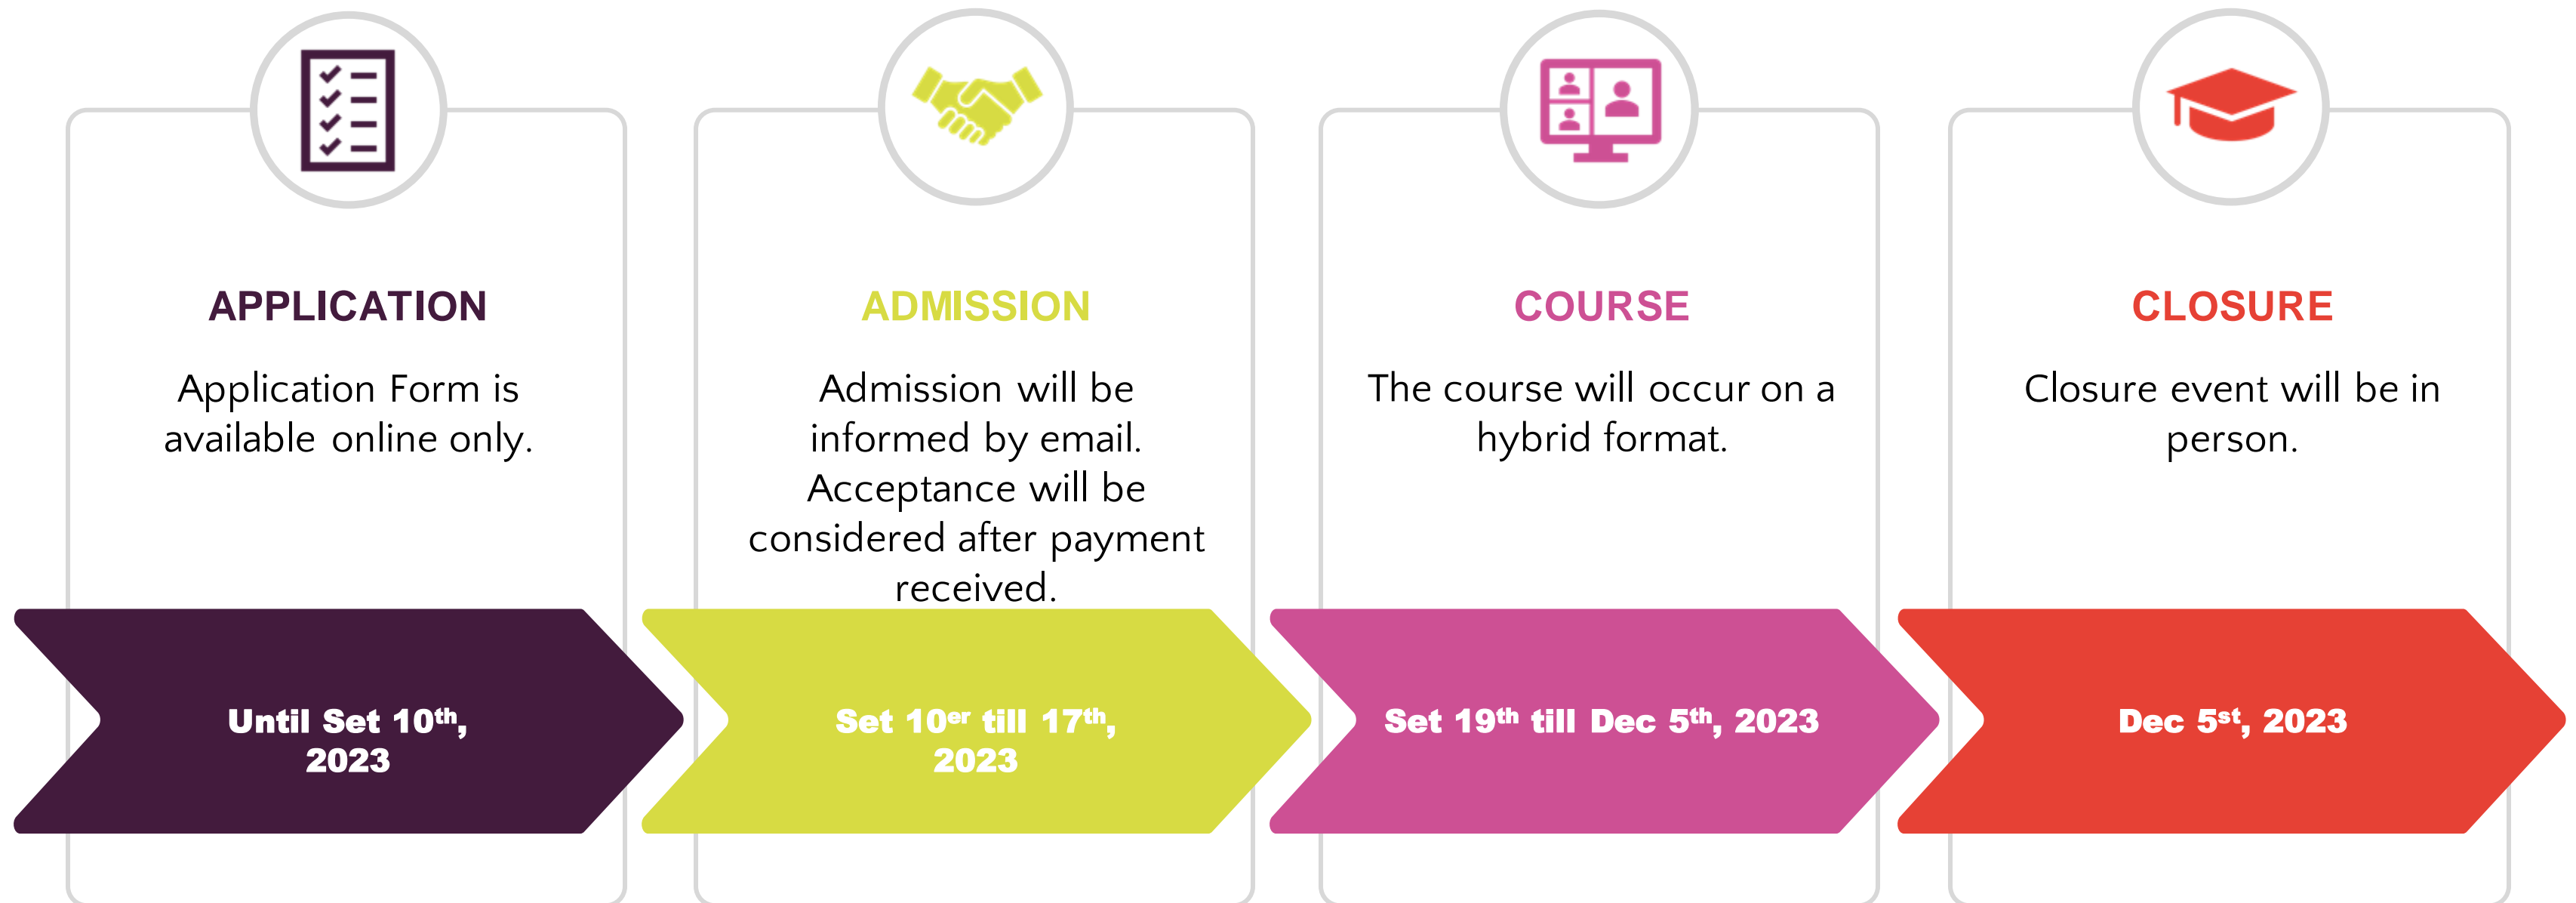 APPLICATION
Application Form is
available online only.
Until Set 10th,
2023
ADMISSION
Admission will be
informed by email.
Acceptance will be
considered after payment
received.
Set 10er till 17th,
2023
COURSE
The course will occur on a
hybrid format.
Set 19th till Dec 5th, 2023
CLOSURE
Closure event will be in
person.
Dec 5st, 2023